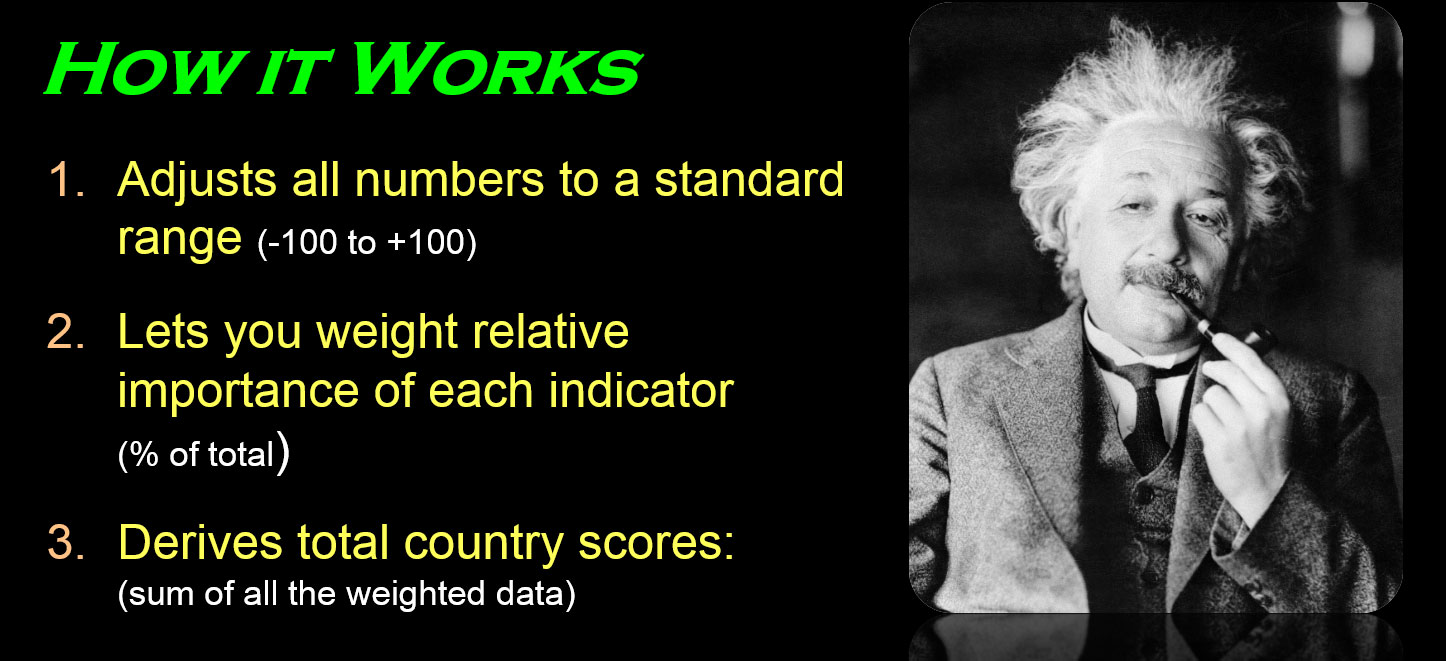 How it Works
1. Adjusts all numbers to a standard
range (-100 to +100)
2. Lets you weight relative
importance of each indicator
(% of total)
3. Derives total country scores:
(sum of all the weighted data)